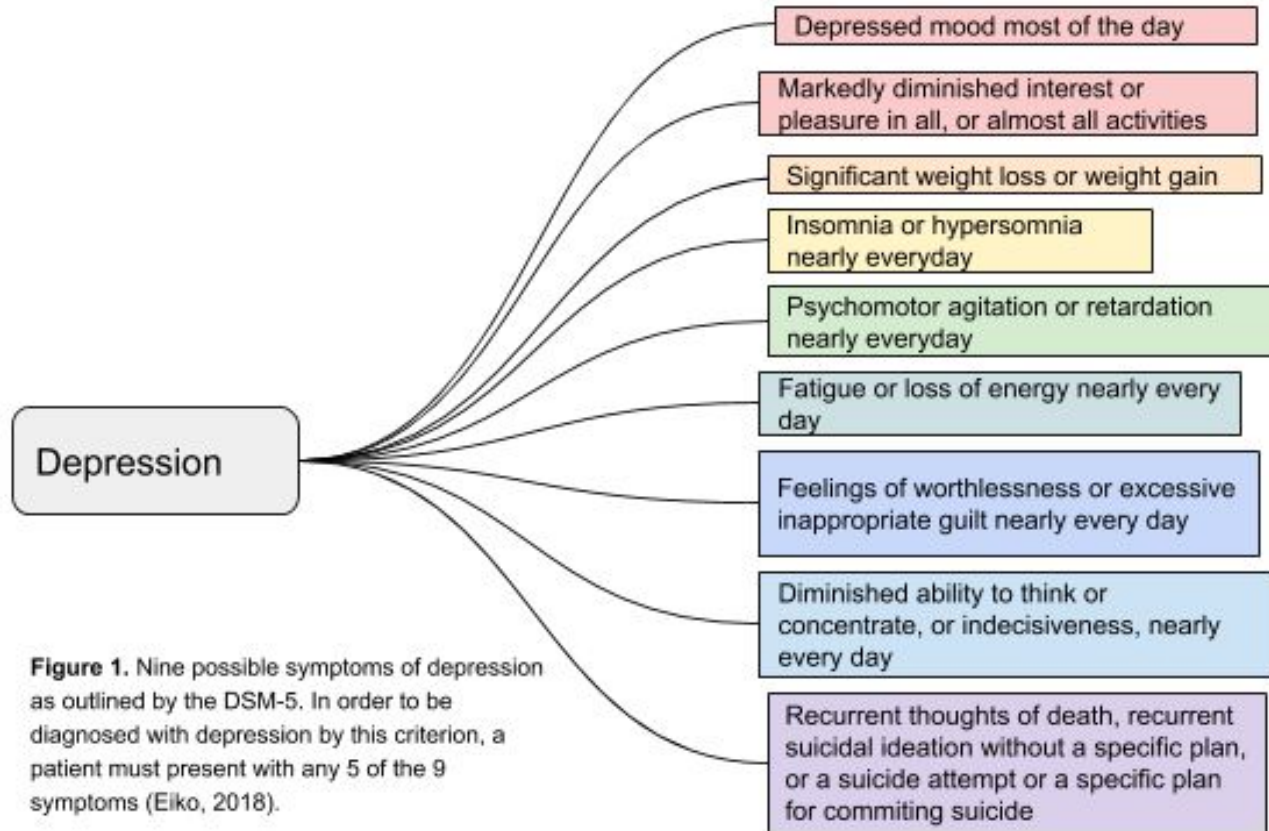 Depressed mood most of the day
Markedly diminished interest or
pleasure in all, or almost all activities
Significant weight loss or weight gain
Insomnia or hypersomnia
nearly everyday
Psychomotor agitation or retardation
nearly everyday
Fatigue or loss of energy nearly every
day
Depression
Feelings of worthlessness or excessive
inappropriate guilt nearly every day
Diminished ability to think or
concentrate, or indecisiveness, nearly
every day
Recurrent thoughts of death, recurrent
suicidal ideation without a specific plan,
or a suicide attempt or a specific plan
for commiting suicide
Figure 1. Nine possible symptoms of depression
as outlined by the DSM-5. In order to be
diagnosed with depression by this criterion, a
patient must present with any 5 of the 9
symptoms (Eiko, 2018).